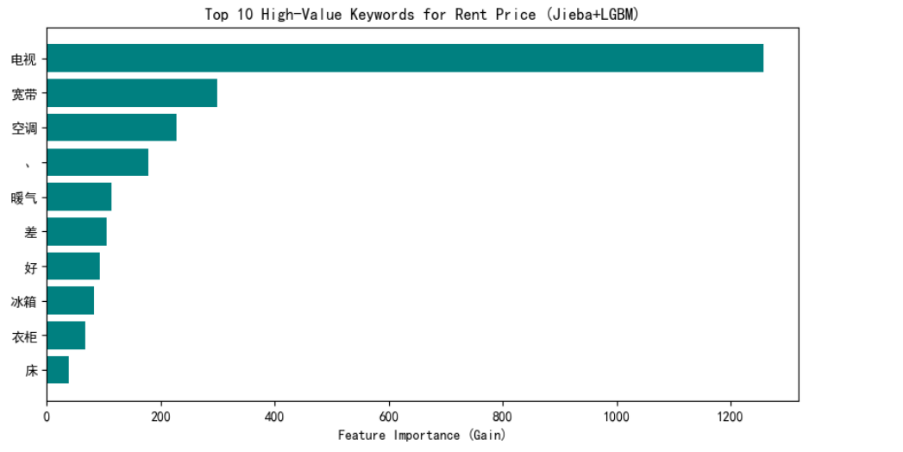 Top 10 High-Value Keywords for Rent Price (Jieba+LGBM)
电视
宽带
空调
、
暖气
差
好
冰箱
衣柜
床
0 200 400 600 800 1000 1200
Feature Importance (Gain)